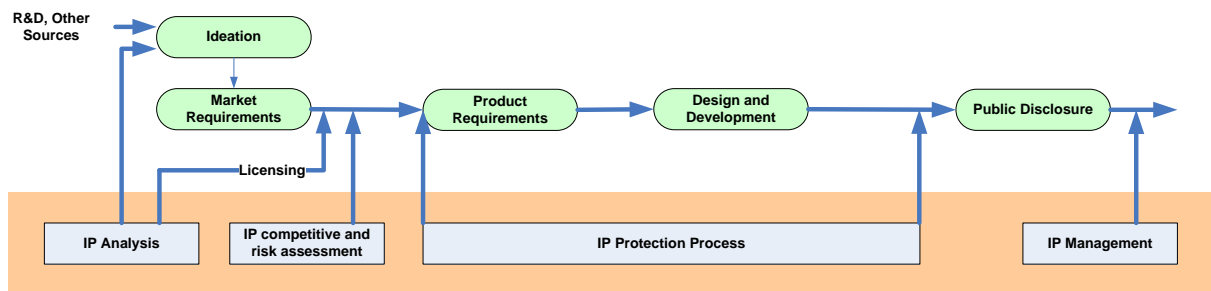 R&D, Other
Sources
Ideation
Market
Requirements
Product
Requirements
Design and
Development
Public Disclosure
Licensing
IP Analysis
IP competitive and
risk assessment
IP Protection Process
IP Management